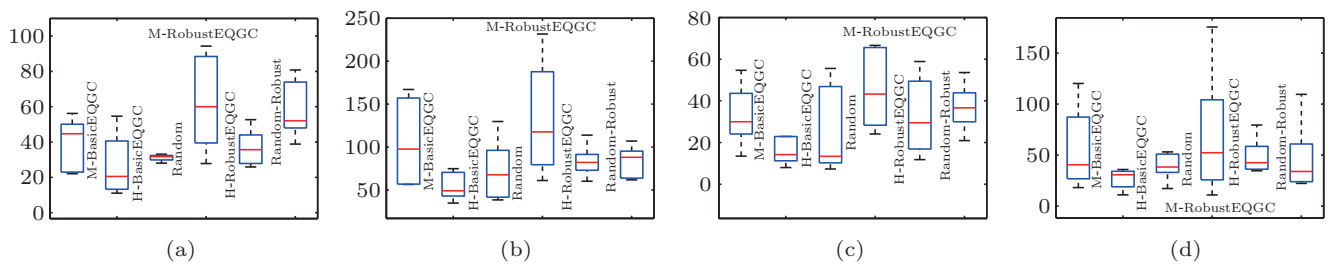 100
80
60
40
20
0
M-BasicEQGC
H-BasicEQGC
Random
M-RobustEQGC
H-RobustEQGC
Random-Robust
(a)
250
200
150
100
50
M-BasicEQGC
H-BasicEQGC
Random
M-RobustEQGC
H-RobustEQGC
Random-Robust
(b)
80
60
40
20
0
M-BasicEQGC
H-BasicEQGC
Random
M-RobustEQGC
H-RobustEQGC
Random-Robust
(c)
150
100
50
0
M-BasicEQGC
H-BasicEQGC
Random
M-RobustEQGC
H-RobustEQGC
Random-Robust
(d)